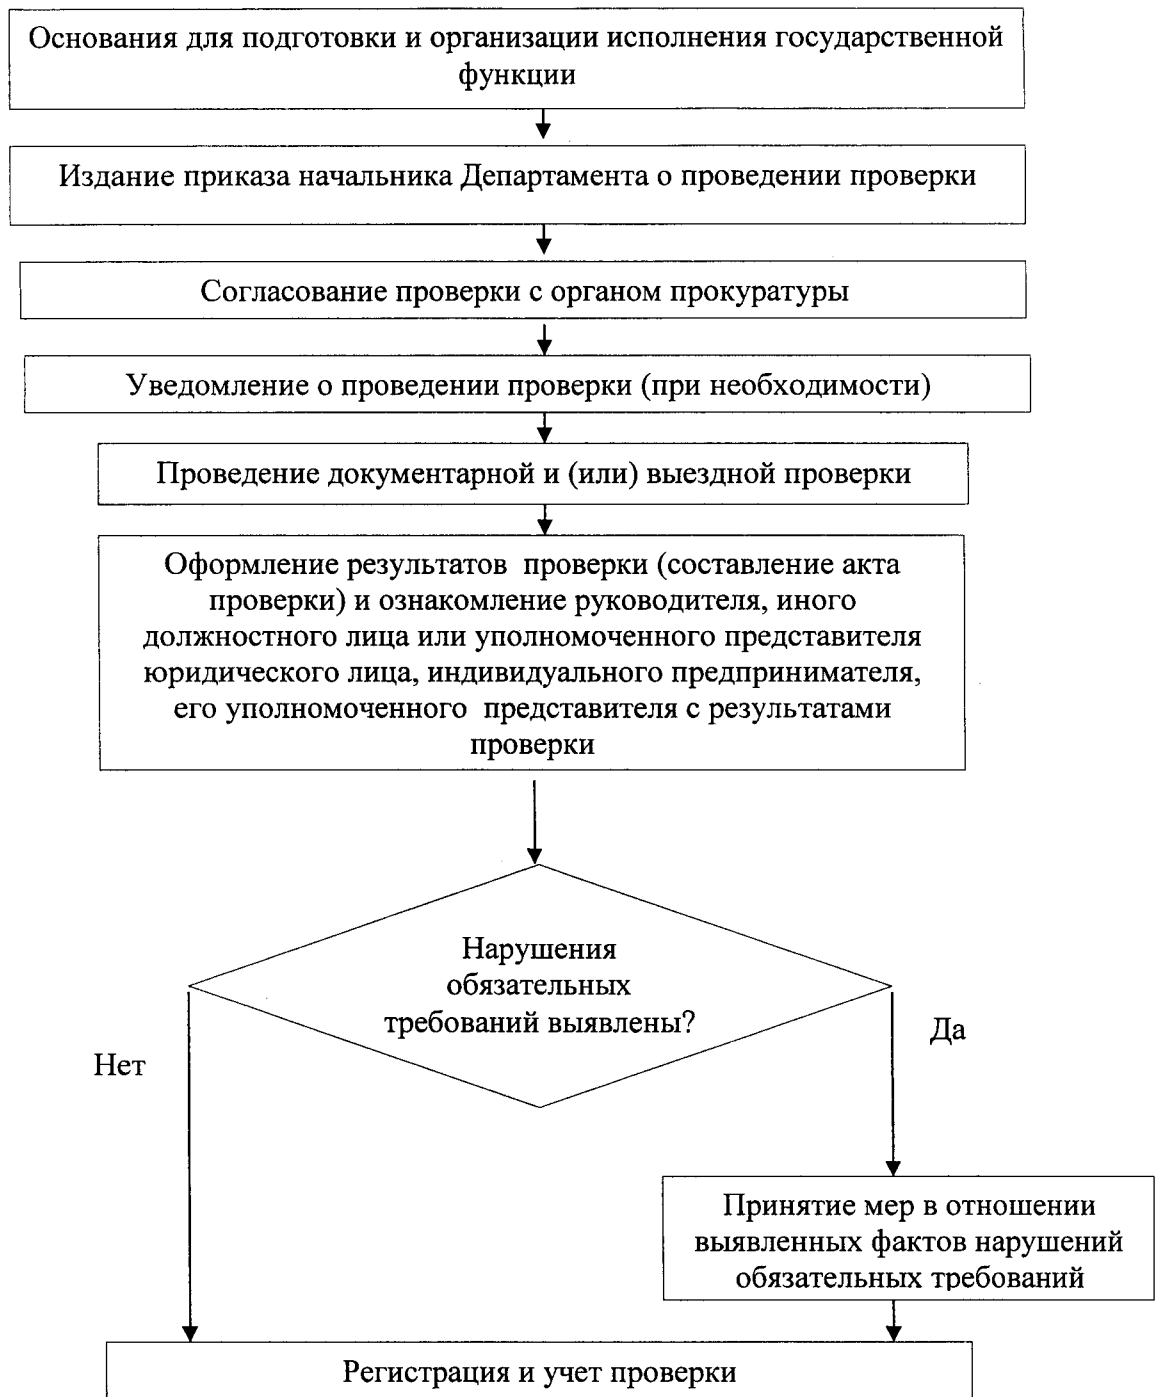 Основания для подготовки и организации исполнения государственной
функции
Издание приказа начальника Департамента о проведении проверки
Согласование проверки с органом прокуратуры
Уведомление о проведении проверки (при необходимости)
Проведение документарной и (или) выездной проверки
Оформление результатов проверки (составление акта
проверки) и ознакомление руководителя, иного
должностного лица или уполномоченного представителя
юридического лица, индивидуального предпринимателя,
его уполномоченного представителя с результатами
проверки
Нарушения
обязательных
требований выявлены?
Да
Нет
Принятие мер в отношении
выявленных фактов нарушений
обязательных требований
Регистрация и учет проверки